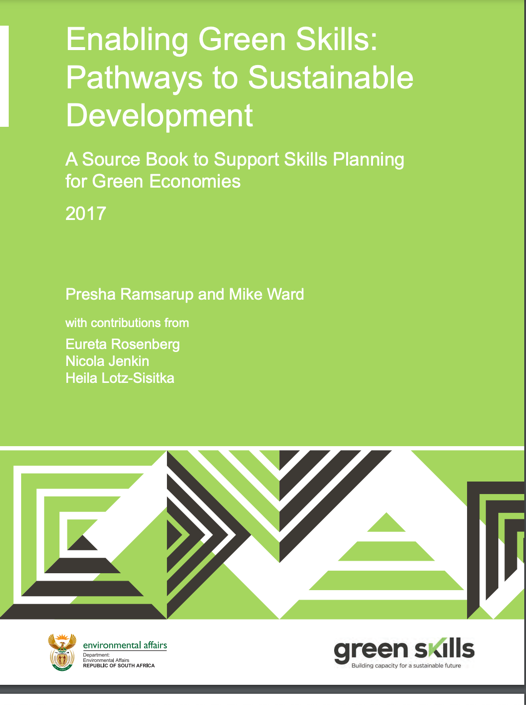 Enabling Green Skills:
Pathways to Sustainable
Development
A Source Book to Support Skills Planning
for Green Economies
2017
Presha Ramsarup and Mike Ward
with contributions from
Eureta Rosenberg
Nicola Jenkin
Heila Lotz-Sisitka
environmental affairs
Department:
Environmental Affairs
REPUBLIC OF SOUTH AFRICA
green skills
Building capacity for a sustainable future